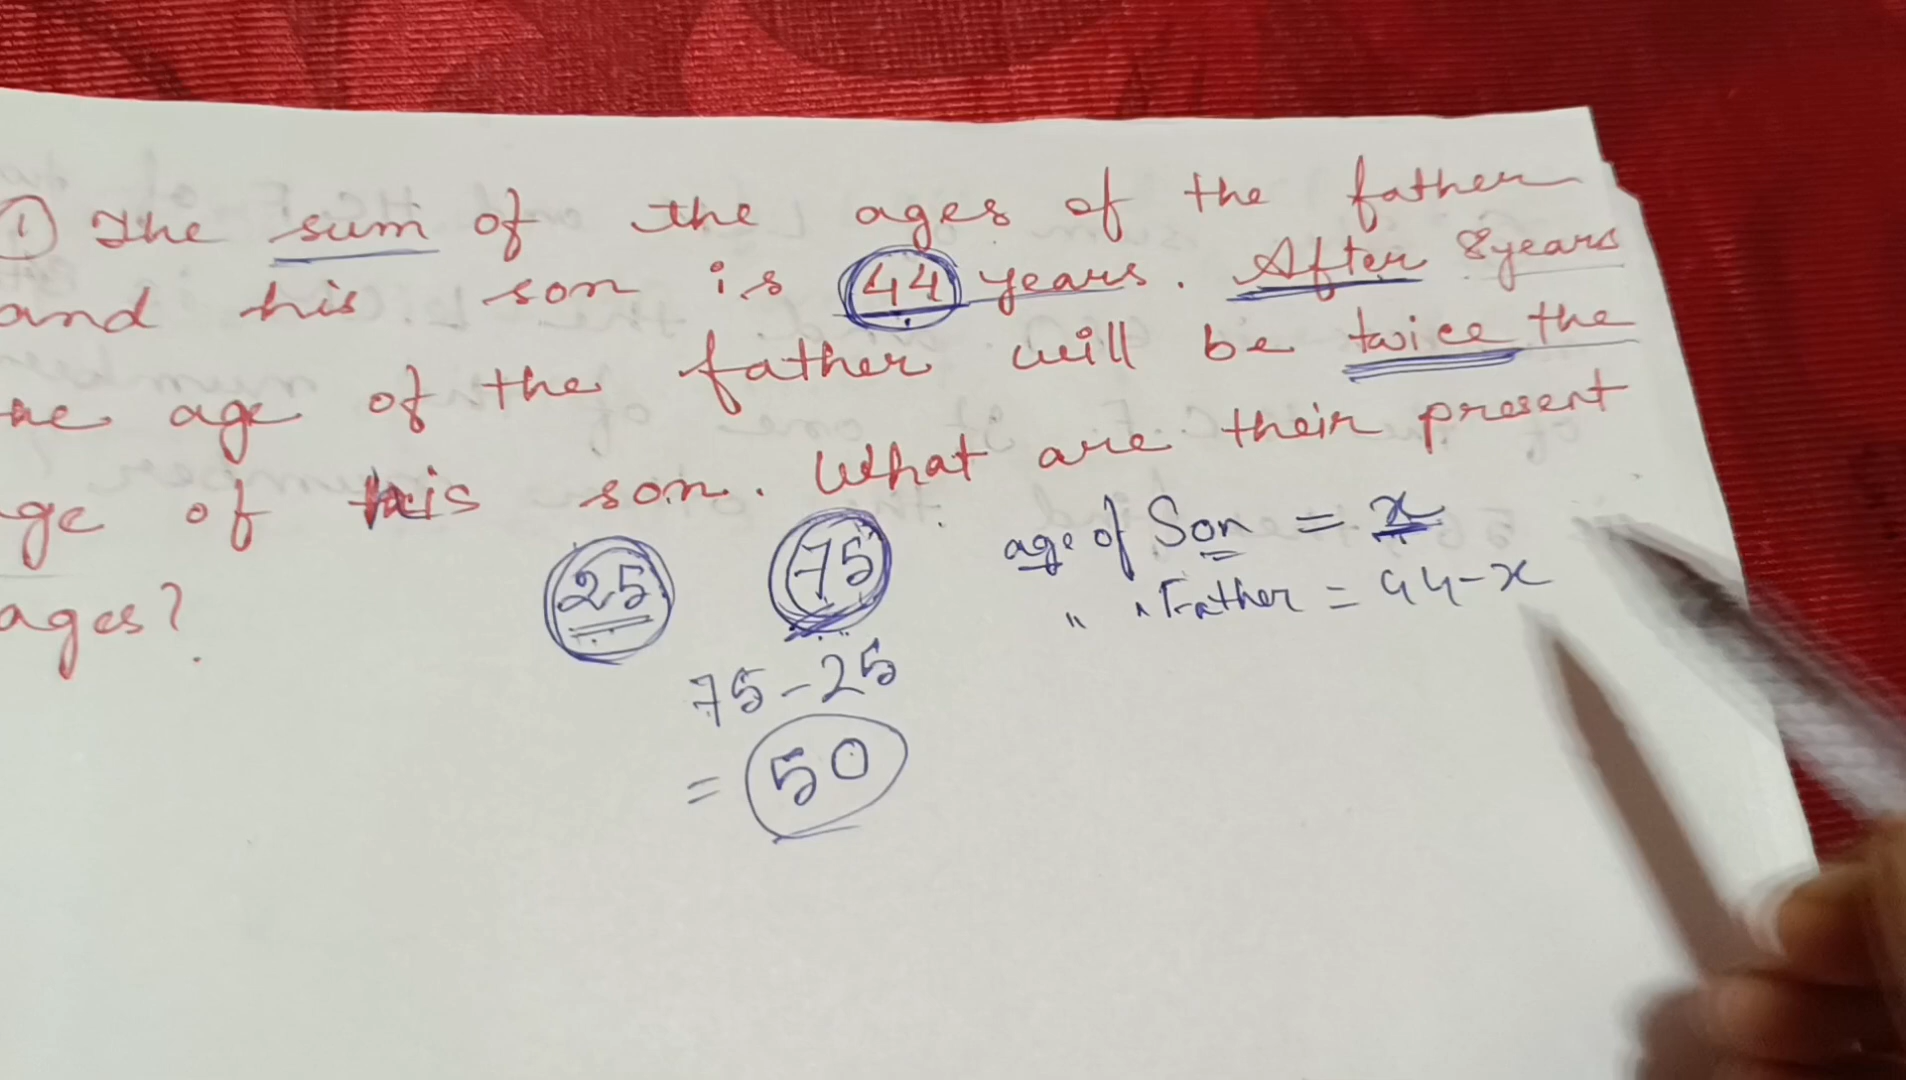 ① The sum of the ages of the father
and his son is 44 years. After 8 years
the age of the father will be twice the
age of his son. What are their present
ages?
25 75
75-25
= 50
age of Son = x
" " Father = 44-x